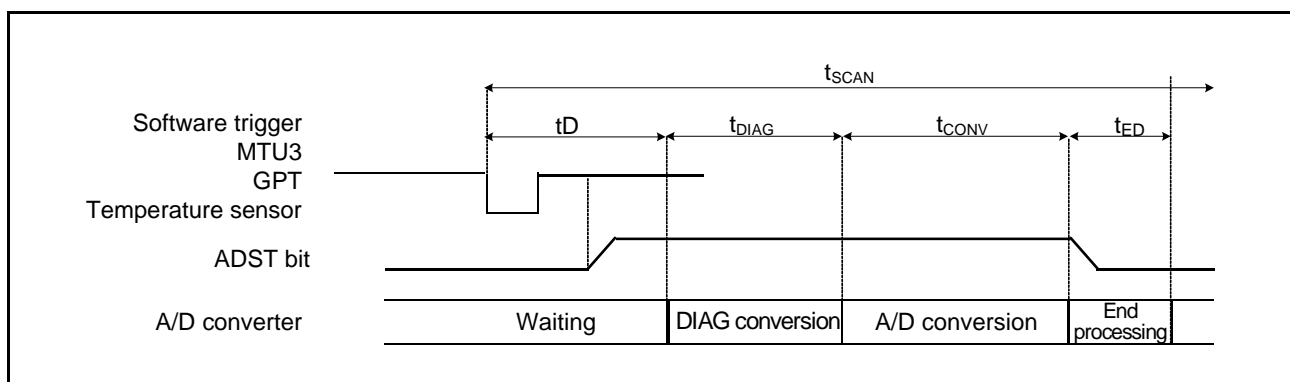 tSCAN
Software trigger
MTU3
GPT
Temperature sensor
tD
tDIAG
tCONV
tED
ADST bit
A/D converter
Waiting
DIAG conversion
A/D conversion
End
processing